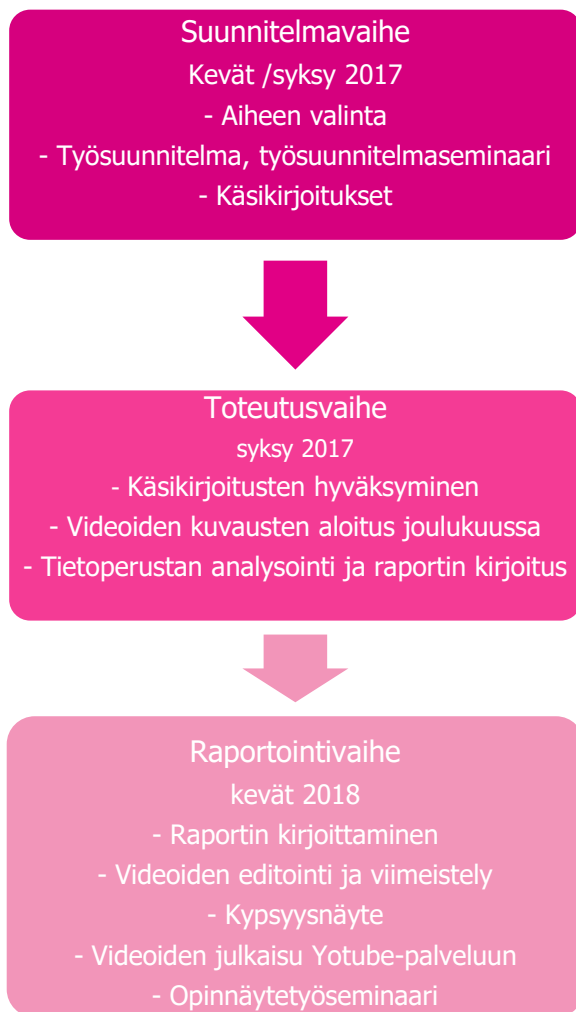 Suunnitelmavaihe
Kevät /syksy 2017
- Aiheen valinta
- Työsuunnitelma, työsuunnitelmaseminaari
- Käsikirjoitukset
Toteutusvaihe
syksy 2017
- Käsikirjoitusten hyväksyminen
- Videoiden kuvausten aloitus joulukuussa
- Tietoperustan analysointi ja raportin kirjoitus
Raportointivaihe
kevät 2018
- Raportin kirjoittaminen
- Videoiden editointi ja viimeistely
- Kypsyysnäyte
- Videoiden julkaisu Yotube-palveluun
- Opinnäytetyöseminaari